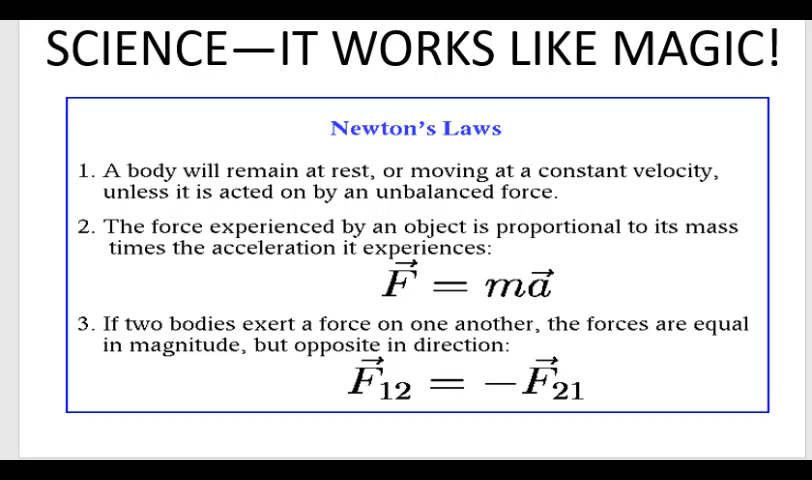 SCIENCE—IT WORKS LIKE MAGIC!
Newton's Laws
1. A body will remain at rest, or moving at a constant velocity,
unless it is acted on by an unbalanced force.
2. The force experienced by an object is proportional to its mass
times the acceleration it experiences:
F⃗ = ma⃗
3. If two bodies exert a force on one another, the forces are equal
in magnitude, but opposite in direction:
F⃗₁₂ = −F⃗₂₁